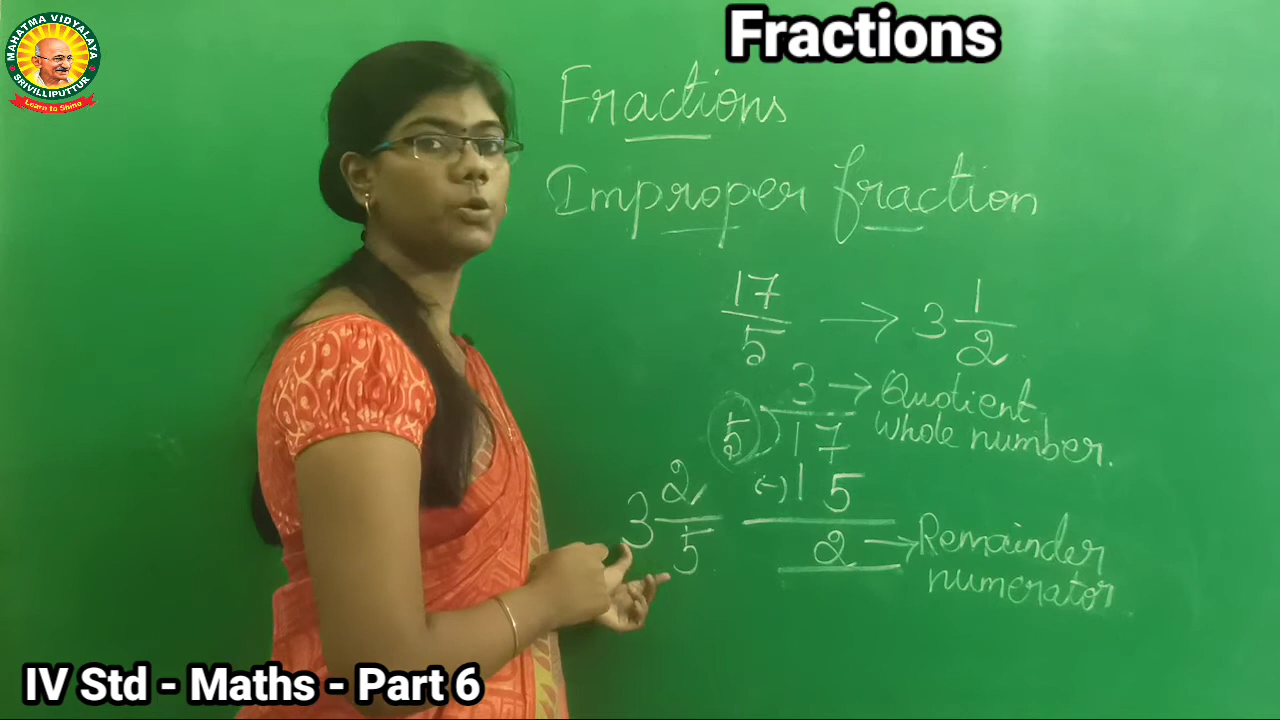 MAHATMA VIDYALAYA
SRIVILLIPUTTUR
Learn to Shine
Fractions
Fractions
Improper fraction
17/5 → 3 1/2
3 → Quotient
whole number.
5) 17
(-) 15
3 2/5
2 → Remainder
numerator.
IV Std - Maths - Part 6